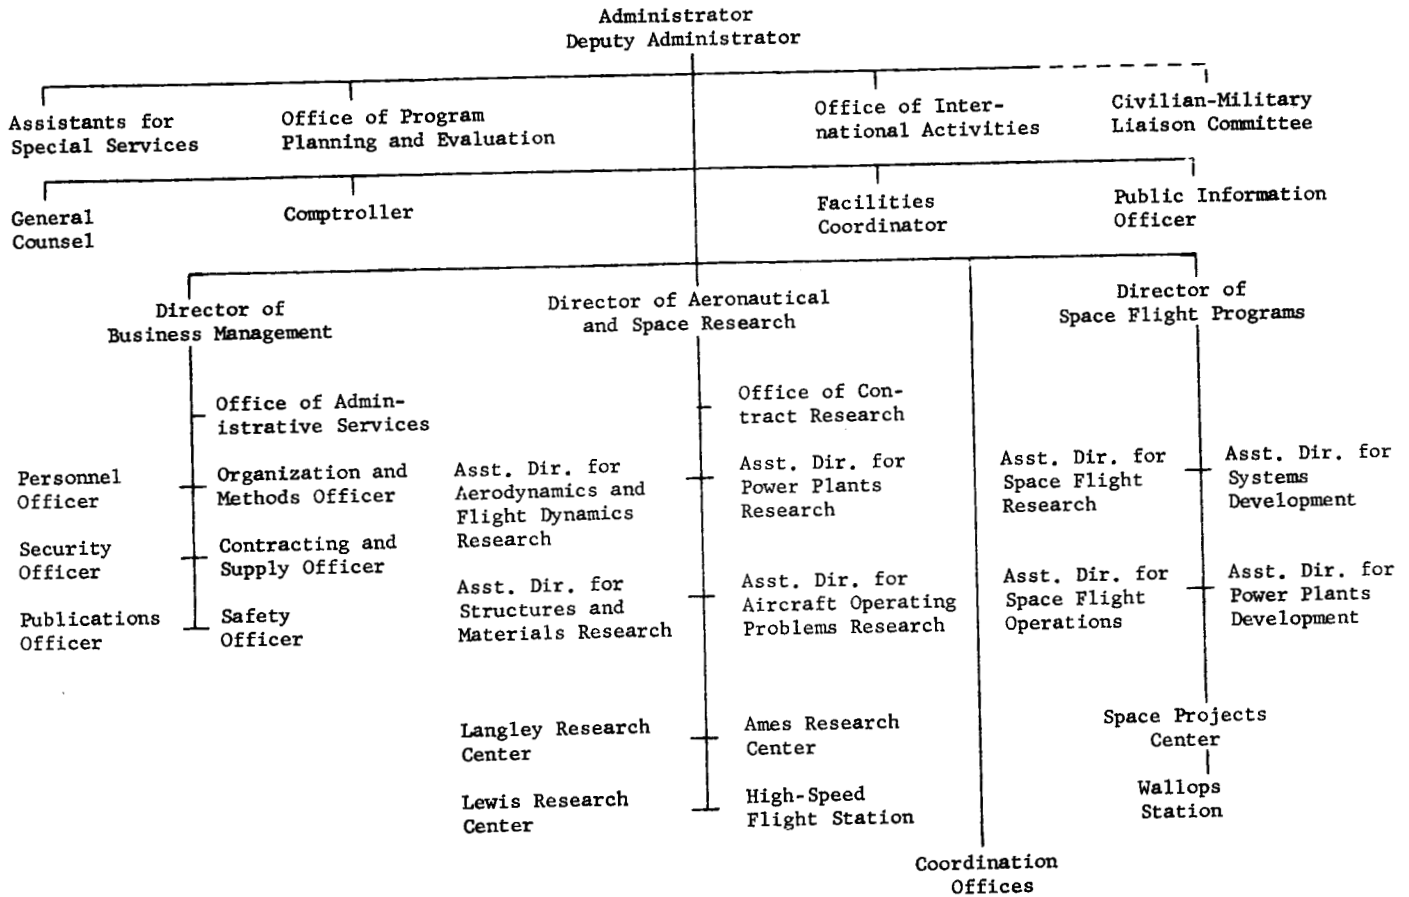 Administrator
Deputy Administrator
Assistants for
Special Services
Office of Program
Planning and Evaluation
Office of Inter-
national Activities
Civilian-Military
Liaison Committee
General
Counsel
Comptroller
Facilities
Coordinator
Public Information
Officer
Director of
Business Management
Director of Aeronautical
and Space Research
Director of
Space Flight Programs
Office of Admin-
istrative Services
Personnel
Officer
Organization and
Methods Officer
Security
Officer
Contracting and
Supply Officer
Publications
Officer
Safety
Officer
Office of Con-
tract Research
Asst. Dir. for
Aerodynamics and
Flight Dynamics
Research
Asst. Dir. for
Power Plants
Research
Asst. Dir. for
Structures and
Materials Research
Asst. Dir. for
Aircraft Operating
Problems Research
Langley Research
Center
Ames Research
Center
Lewis Research
Center
High-Speed
Flight Station
Asst. Dir. for
Space Flight
Research
Asst. Dir. for
Systems
Development
Asst. Dir. for
Space Flight
Operations
Asst. Dir. for
Power Plants
Development
Space Projects
Center
Wallops
Station
Coordination
Offices